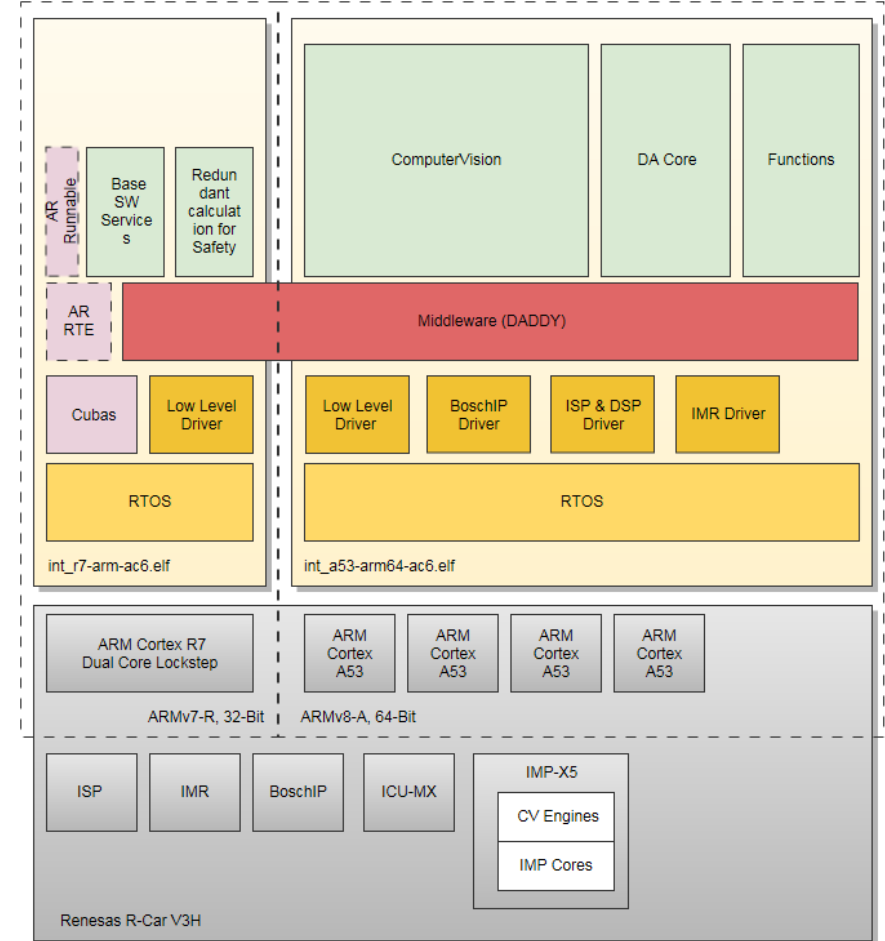 ComputerVision
DA Core
Functions
AR
Runnable
Base
SW
Service
s
Redun
dant
calculat
ion for
Safety
AR
RTE
Middleware (DADDY)
Cubas
Low Level
Driver
Low Level
Driver
BoschIP
Driver
ISP & DSP
Driver
IMR Driver
RTOS
RTOS
int_r7-arm-ac6.elf
int_a53-arm64-ac6.elf
ARM Cortex R7
Dual Core Lockstep
ARM
Cortex
A53
ARM
Cortex
A53
ARM
Cortex
A53
ARM
Cortex
A53
ARMv7-R, 32-Bit
ARMv8-A, 64-Bit
ISP
IMR
BoschIP
ICU-MX
IMP-X5
CV Engines
IMP Cores
Renesas R-Car V3H